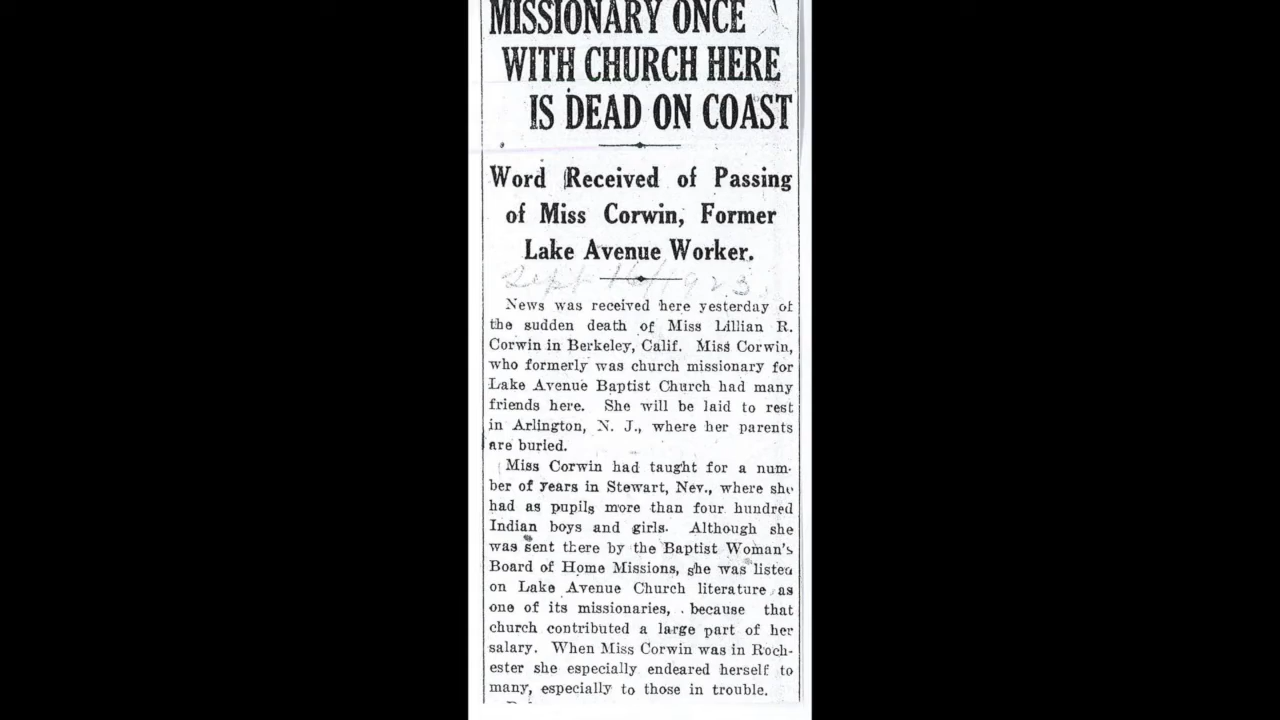 MISSIONARY ONCE
WITH CHURCH HERE
IS DEAD ON COAST
Word Received of Passing
of Miss Corwin, Former
Lake Avenue Worker.
Sept 16/1923.
News was received here yesterday of
the sudden death of Miss Lillian R.
Corwin in Berkeley, Calif. Miss Corwin,
who formerly was church missionary for
Lake Avenue Baptist Church had many
friends here. She will be laid to rest
in Arlington, N. J., where her parents
are buried.
Miss Corwin had taught for a num-
ber of years in Stewart, Nev., where she
had as pupils more than four hundred
Indian boys and girls. Although she
was sent there by the Baptist Woman's
Board of Home Missions, she was listed
on Lake Avenue Church literature as
one of its missionaries, . because that
church contributed a large part of her
salary. When Miss Corwin was in Roch-
ester she especially endeared herself to
many, especially to those in trouble.